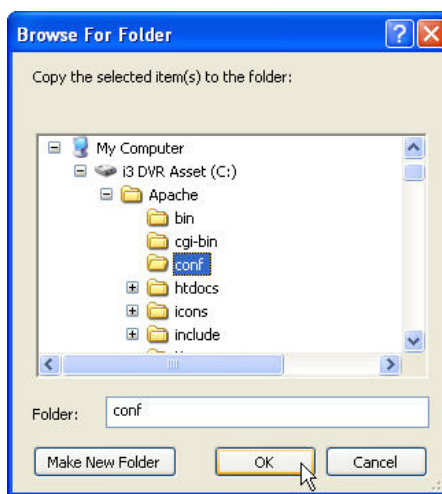 Browse For Folder
Copy the selected item(s) to the folder:
My Computer
i3 DVR Asset (C:)
Apache
bin
cgi-bin
conf
htdocs
icons
include
Folder: conf
Make New Folder OK Cancel